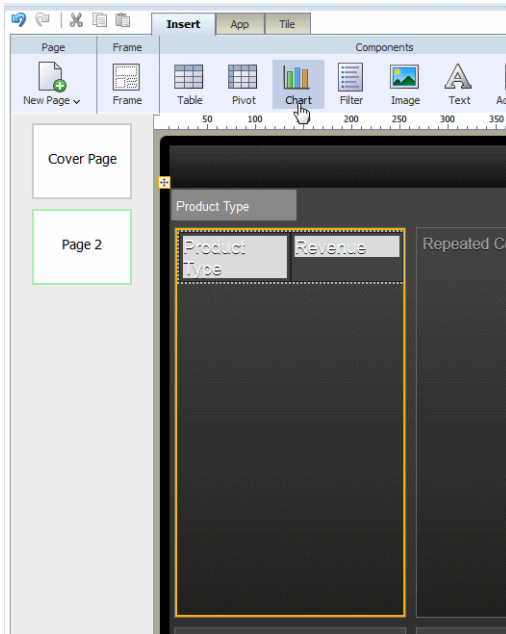 Insert App Tile
Page Frame Components
New Page Frame Table Pivot Chart Filter Image Text
50 100 200 250 300 350
Cover Page
Page 2
Product Type
Product Revenue
Type
Repeated